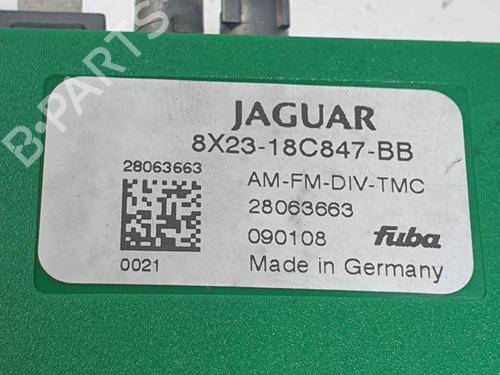 JAGUAR
8X23-18C847-BB
28063663
AM-FM-DIV-TMC
28063663
090108 fuba
0021
Made in Germany
B-PARTS